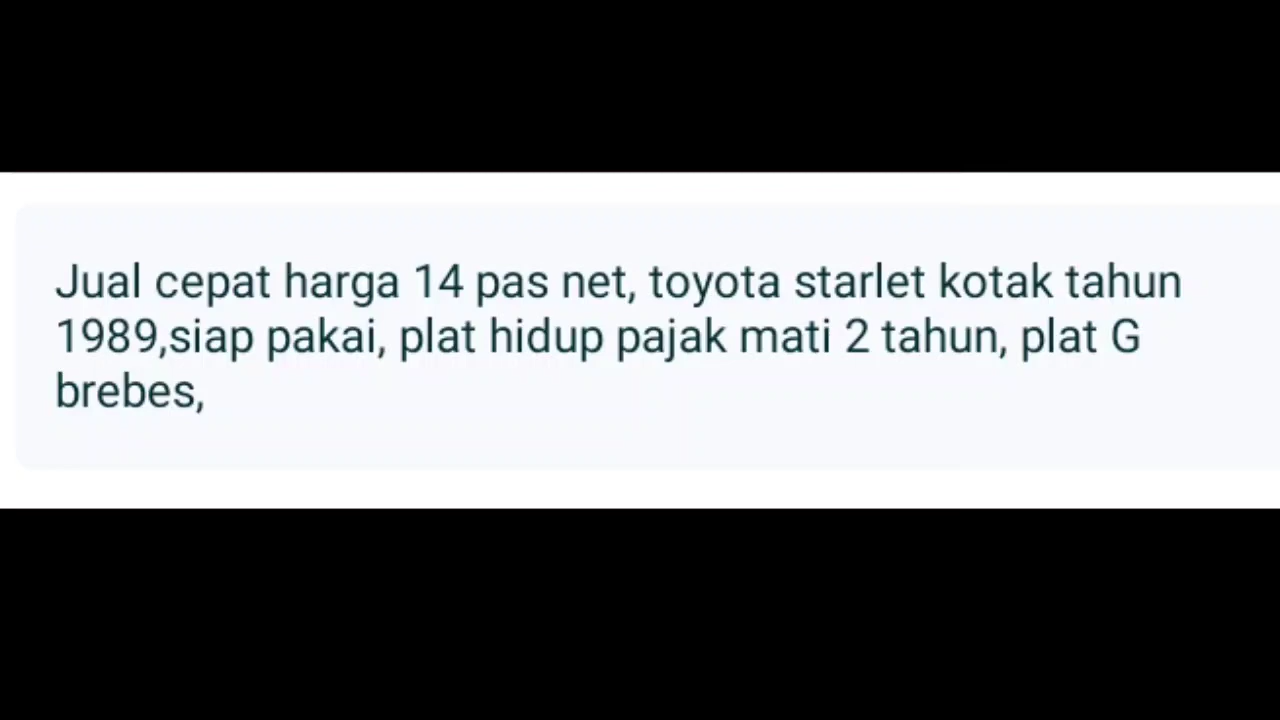 Jual cepat harga 14 pas net, toyota starlet kotak tahun
1989,siap pakai, plat hidup pajak mati 2 tahun, plat G
brebes,